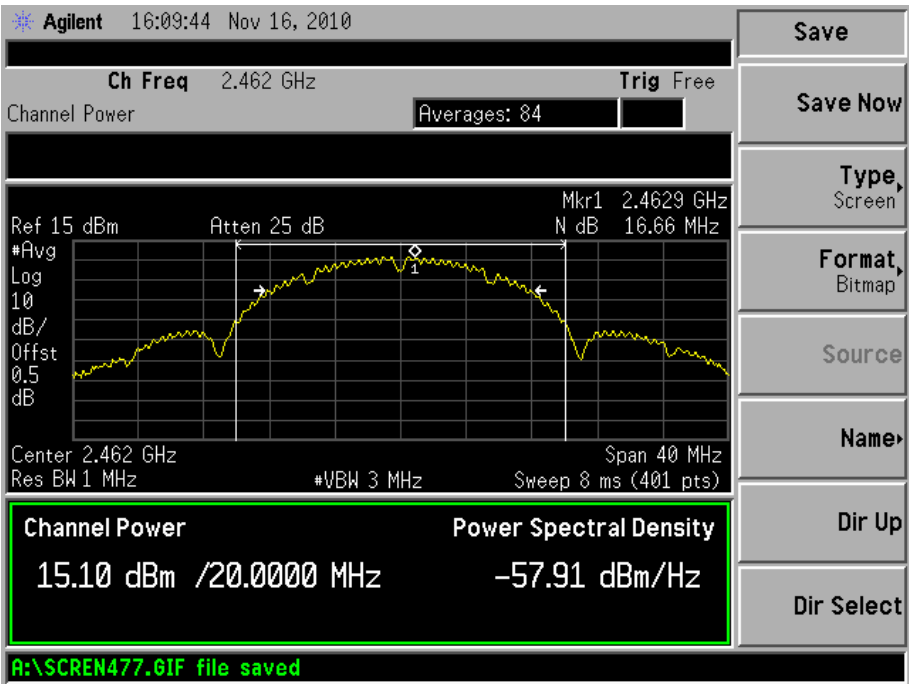 Agilent 16:09:44 Nov 16, 2010
Ch Freq 2.462 GHz Trig Free
Channel Power Averages: 84
Mkr1 2.4629 GHz
Ref 15 dBm Atten 25 dB N dB 16.66 MHz
#Avg
Log
10
dB/
Offst
0.5
dB
1
Center 2.462 GHz Span 40 MHz
Res BW 1 MHz #VBW 3 MHz Sweep 8 ms (401 pts)
Channel Power Power Spectral Density
15.10 dBm /20.0000 MHz -57.91 dBm/Hz
A:\SCREN477.GIF file saved
Save
Save Now
Type
Screen
Format
Bitmap
Source
Name
Dir Up
Dir Select